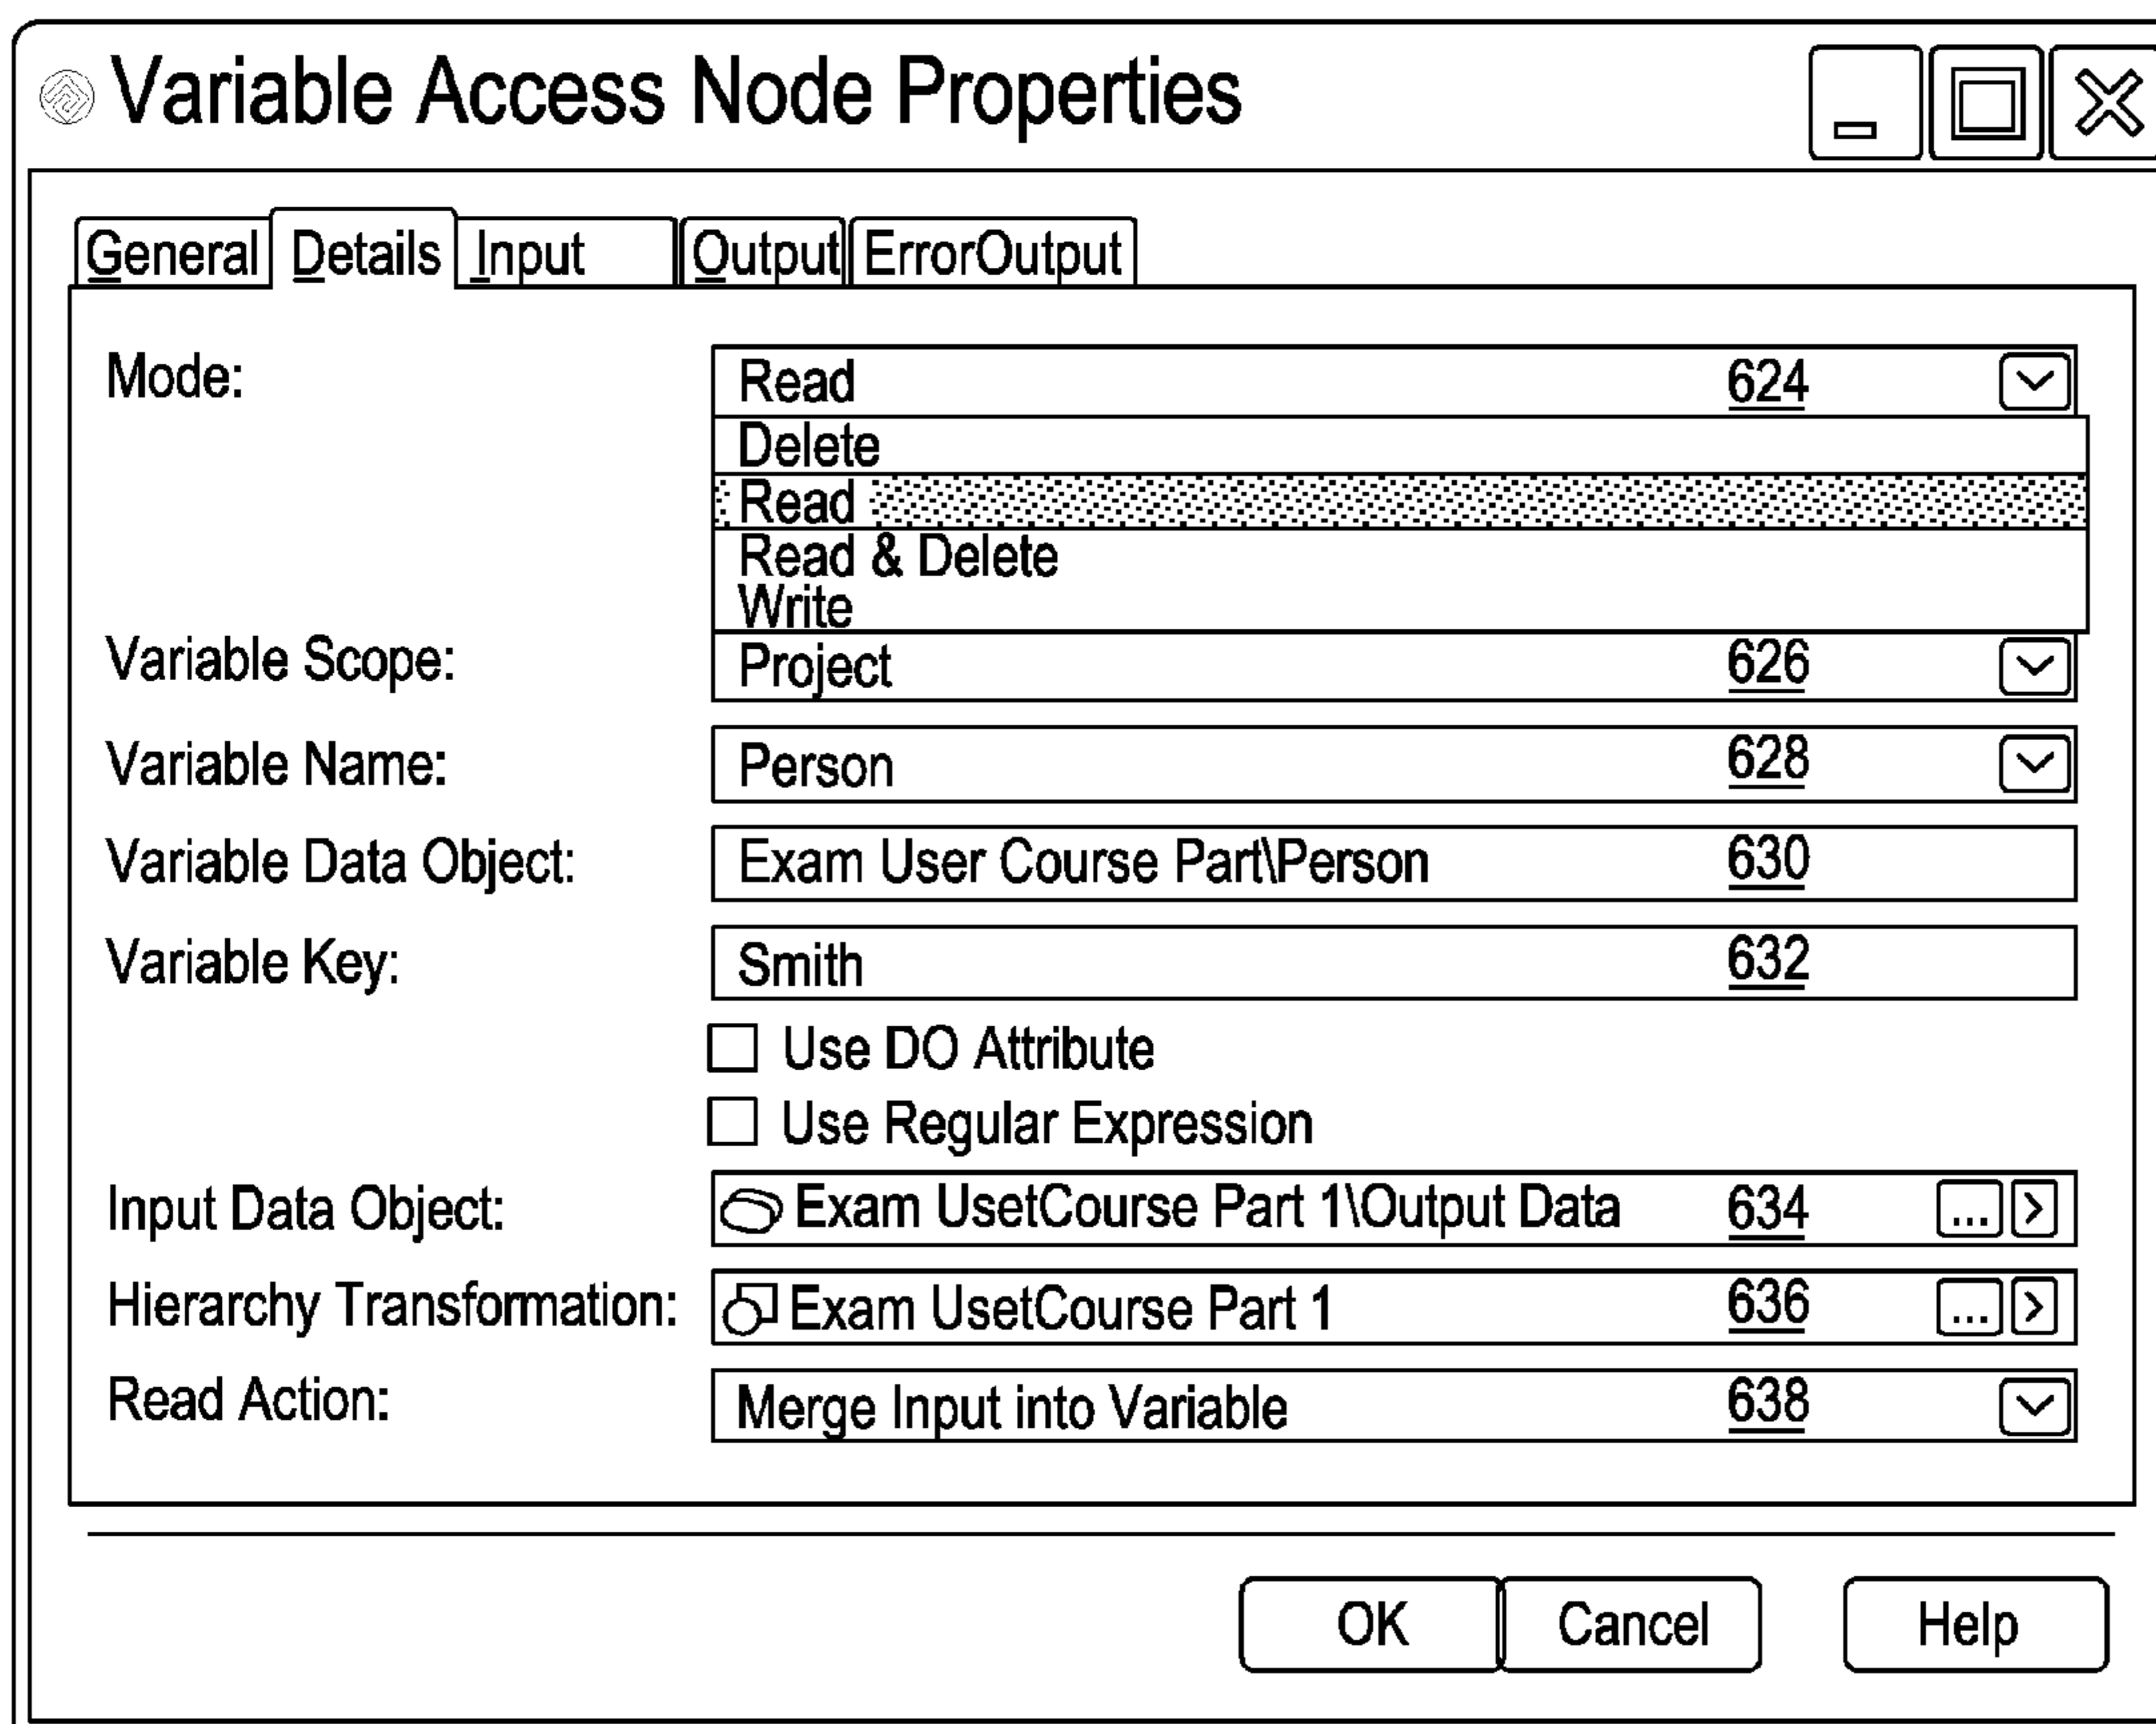 Variable Access Node Properties
General Details Input Output ErrorOutput
Mode: Read 624
Delete
Read
Read & Delete
Write
Variable Scope: Project 626
Variable Name: Person 628
Variable Data Object: Exam User Course Part\Person 630
Variable Key: Smith 632
Use DO Attribute
Use Regular Expression
Input Data Object: Exam UsetCourse Part 1\Output Data 634 ...
Hierarchy Transformation: Exam UsetCourse Part 1 636 ...
Read Action: Merge Input into Variable 638
OK Cancel Help